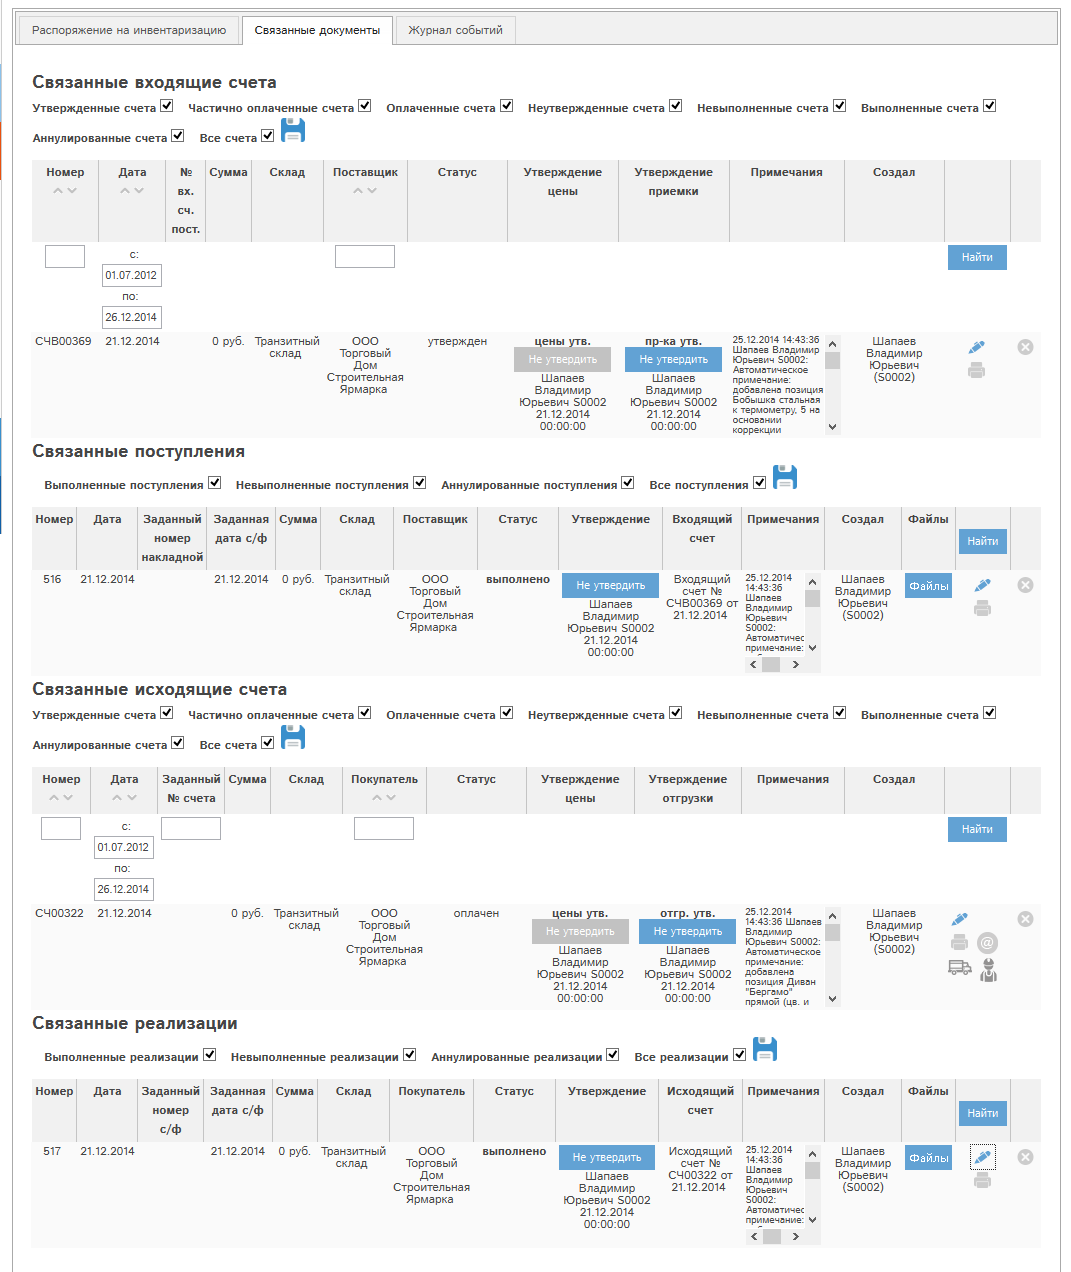 Распоряжение на инвентаризацию Связанные документы Журнал событий
Связанные входящие счета
Утвержденные счета Частично оплаченные счета Оплаченные счета Неутвержденные счета Невыполненные счета Выполненные счета
Аннулированные счета Все счета
Номер Дата № вх. сч. пост. Сумма Склад Поставщик Статус Утверждение цены Утверждение приемки Примечания Создал
с:
01.07.2012
по:
26.12.2014
Найти
СЧВ00369 21.12.2014 0 руб. Транзитный склад ООО Торговый Дом Строительная Ярмарка утвержден
цены утв.
Не утвердить
Шапаев
Владимир
Юрьевич S0002
21.12.2014
00:00:00
пр-ка утв.
Не утвердить
Шапаев
Владимир
Юрьевич S0002
21.12.2014
00:00:00
25.12.2014 14:43:36
Шапаев Владимир
Юрьевич S0002:
Автоматическое
примечание:
добавлена позиция
Бобышка стальная
к термометру, 5 на
основании
коррекции
Шапаев
Владимир
Юрьевич
(S0002)
Связанные поступления
Выполненные поступления Невыполненные поступления Аннулированные поступления Все поступления
Номер Дата Заданный номер накладной Заданная дата с/ф Сумма Склад Поставщик Статус Утверждение Входящий счет Примечания Создал Файлы Найти
516 21.12.2014 21.12.2014 0 руб. Транзитный склад ООО Торговый Дом Строительная Ярмарка выполнено
Не утвердить
Шапаев
Владимир
Юрьевич S0002
21.12.2014
00:00:00
Входящий
счет №
СЧВ00369 от
21.12.2014
25.12.2014
14:43:36
Шапаев
Владимир
Юрьевич
S0002:
Автоматичес
примечание:
Шапаев
Владимир
Юрьевич
(S0002)
Файлы
Связанные исходящие счета
Утвержденные счета Частично оплаченные счета Оплаченные счета Неутвержденные счета Невыполненные счета Выполненные счета
Аннулированные счета Все счета
Номер Дата Заданный № счета Сумма Склад Покупатель Статус Утверждение цены Утверждение отгрузки Примечания Создал
с:
01.07.2012
по:
26.12.2014
Найти
СЧ00322 21.12.2014 0 руб. Транзитный склад ООО Торговый Дом Строительная Ярмарка оплачен
цены утв.
Не утвердить
Шапаев
Владимир
Юрьевич S0002
21.12.2014
00:00:00
отгр. утв.
Не утвердить
Шапаев
Владимир
Юрьевич S0002
21.12.2014
00:00:00
25.12.2014
14:43:36 Шапаев
Владимир
Юрьевич S0002:
Автоматическое
примечание:
добавлена
позиция Диван
"Бергамо"
прямой (цв. и
Шапаев
Владимир
Юрьевич
(S0002)
@
Связанные реализации
Выполненные реализации Невыполненные реализации Аннулированные реализации Все реализации
Номер Дата Заданный номер с/ф Заданная дата с/ф Сумма Склад Покупатель Статус Утверждение Исходящий счет Примечания Создал Файлы Найти
517 21.12.2014 21.12.2014 0 руб. Транзитный склад ООО Торговый Дом Строительная Ярмарка выполнено
Не утвердить
Шапаев
Владимир
Юрьевич S0002
21.12.2014
00:00:00
Исходящий
счет №
СЧ00322 от
21.12.2014
25.12.2014
14:43:36
Шапаев
Владимир
Юрьевич
S0002:
Автоматичес
примечание:
Шапаев
Владимир
Юрьевич
(S0002)
Файлы